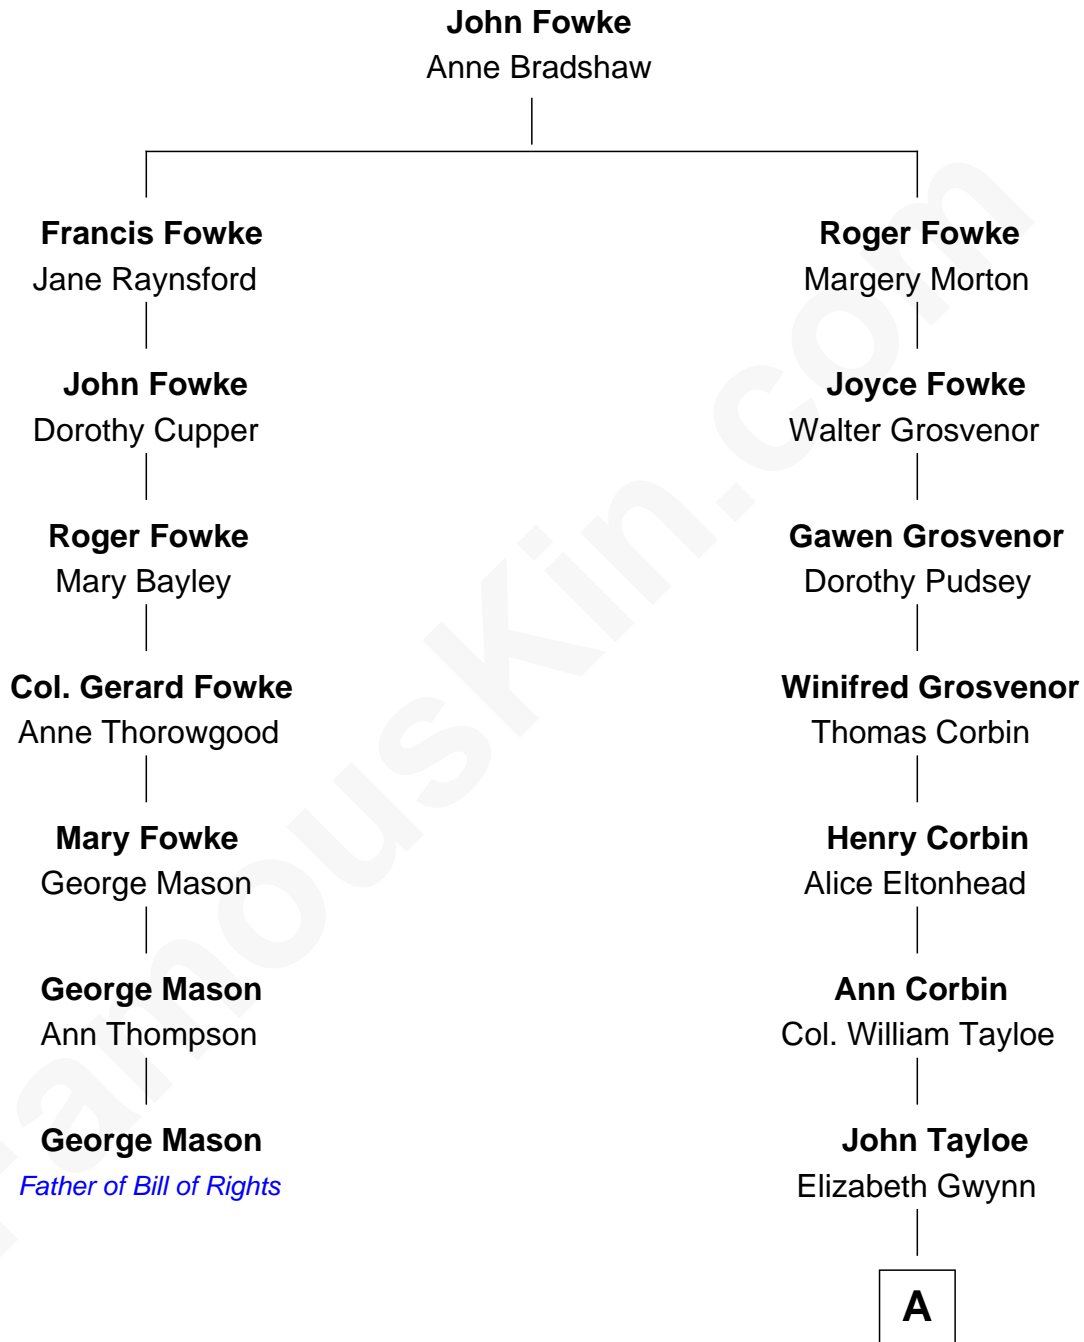 John Fowke
Anne Bradshaw
Francis Fowke
Jane Raynsford
Roger Fowke
Margery Morton
John Fowke
Dorothy Cupper
Joyce Fowke
Walter Grosvenor
Roger Fowke
Mary Bayley
Gawen Grosvenor
Dorothy Pudsey
Col. Gerard Fowke
Anne Thorowgood
Winifred Grosvenor
Thomas Corbin
Mary Fowke
George Mason
Henry Corbin
Alice Eltonhead
George Mason
Ann Thompson
Ann Corbin
Col. William Tayloe
George Mason
Father of Bill of Rights
John Tayloe
Elizabeth Gwynn
A
FamousKin.com